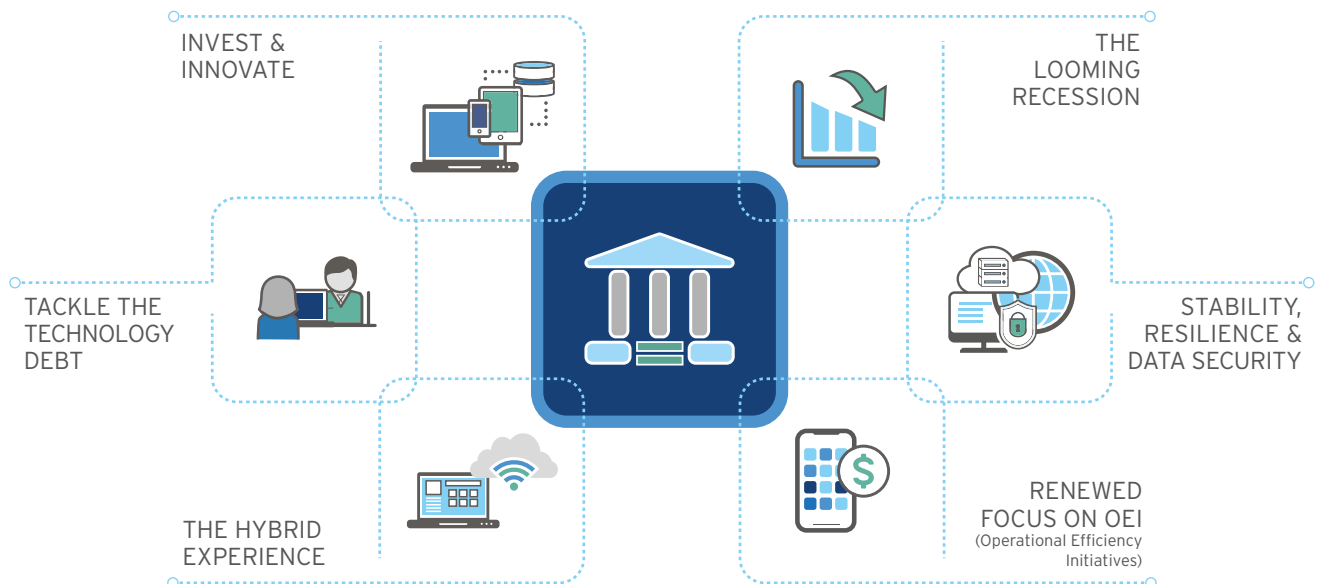 INVEST &
INNOVATE
THE
LOOMING
RECESSION
TACKLE THE
TECHNOLOGY
DEBT
STABILITY,
RESILIENCE &
DATA SECURITY
$
THE HYBRID
EXPERIENCE
RENEWED
FOCUS ON OEI
(Operational Efficiency
Initiatives)